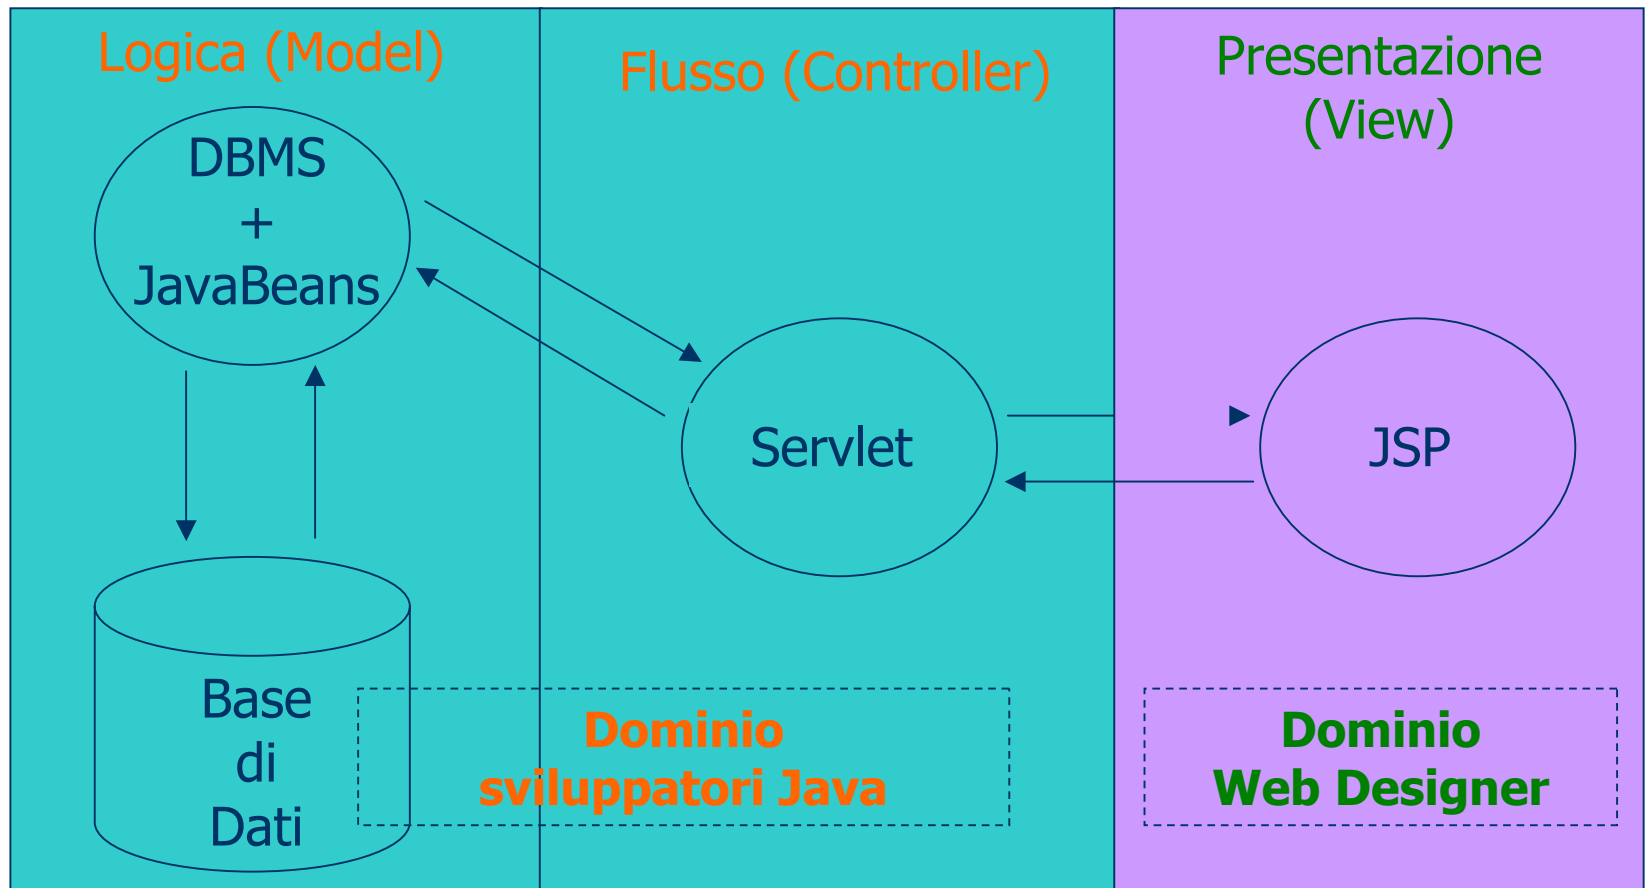 Logica (Model)
Flusso (Controller)
Presentazione
(View)
DBMS
+
JavaBeans
Servlet
JSP
Base
di
Dati
Dominio
sviluppatori Java
Dominio
Web Designer